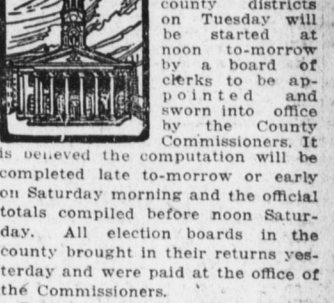 county districts
on Tuesday will
be started at
noon to-morrow
by a board of
clerks to be ap-
pointed and
sworn into office
by the County
Commissioners. It
is believed the computation will be
completed late to-morrow or early
on Saturday morning and the official
totals compiled before noon Satur-
day. All election boards in the
county brought in their returns yes-
terday and were paid at the office of
the Commissioners.